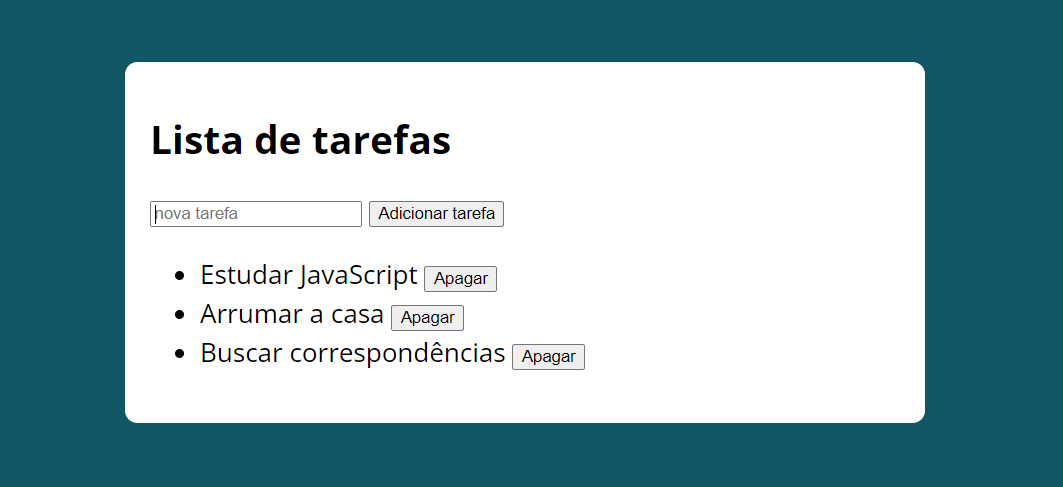 Lista de tarefas
nova tarefa Adicionar tarefa
Estudar JavaScript Apagar
Arrumar a casa Apagar
Buscar correspondências Apagar